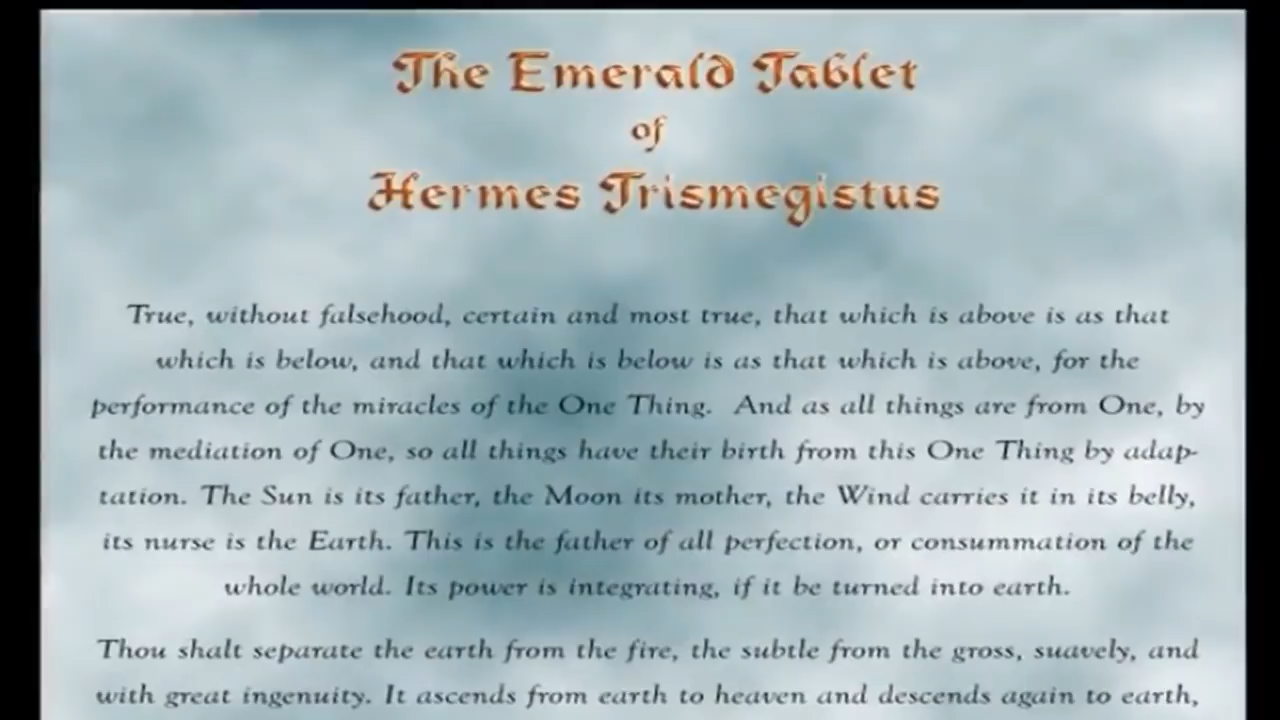 The Emerald Tablet
of
Hermes Trismegistus
True, without falsehood, certain and most true, that which is above is as that
which is below, and that which is below is as that which is above, for the
performance of the miracles of the One Thing. And as all things are from One, by
the mediation of One, so all things have their birth from this One Thing by adap-
tation. The Sun is its father, the Moon its mother, the Wind carries it in its belly,
its nurse is the Earth. This is the father of all perfection, or consummation of the
whole world. Its power is integrating, if it be turned into earth.
Thou shalt separate the earth from the fire, the subtle from the gross, suavely, and
with great ingenuity. It ascends from earth to heaven and descends again to earth,